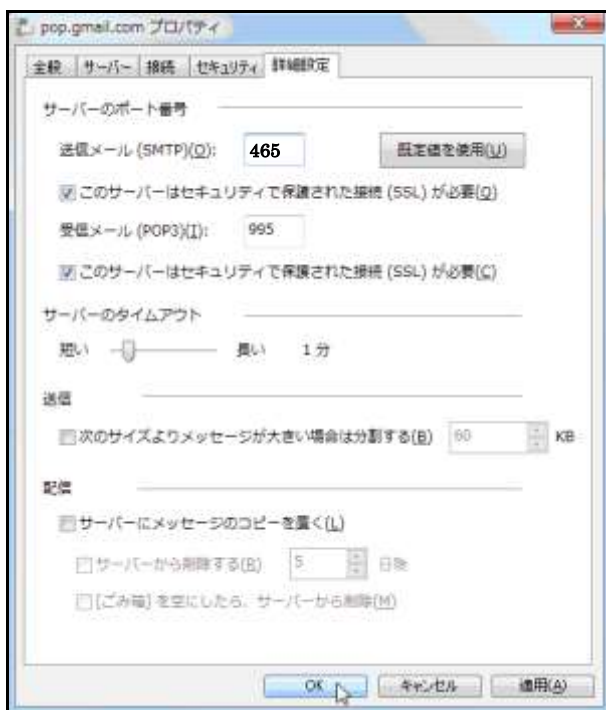 pop.gmail.com プロパティ
全般 サーバー 接続 セキュリティ 詳細設定
サーバーのポート番号
送信メール (SMTP)(O): 465 既定値を使用(U)
このサーバーはセキュリティで保護された接続 (SSL) が必要(Q)
受信メール (POP3)(I): 995
このサーバーはセキュリティで保護された接続 (SSL) が必要(C)
サーバーのタイムアウト
短い 長い 1 分
送信
次のサイズよりメッセージが大きい場合は分割する(B) 60 KB
配信
サーバーにメッセージのコピーを置く(L)
サーバーから削除する(R) 5 日後
[ごみ箱] を空にしたら、サーバーから削除(M)
OK キャンセル 適用(A)